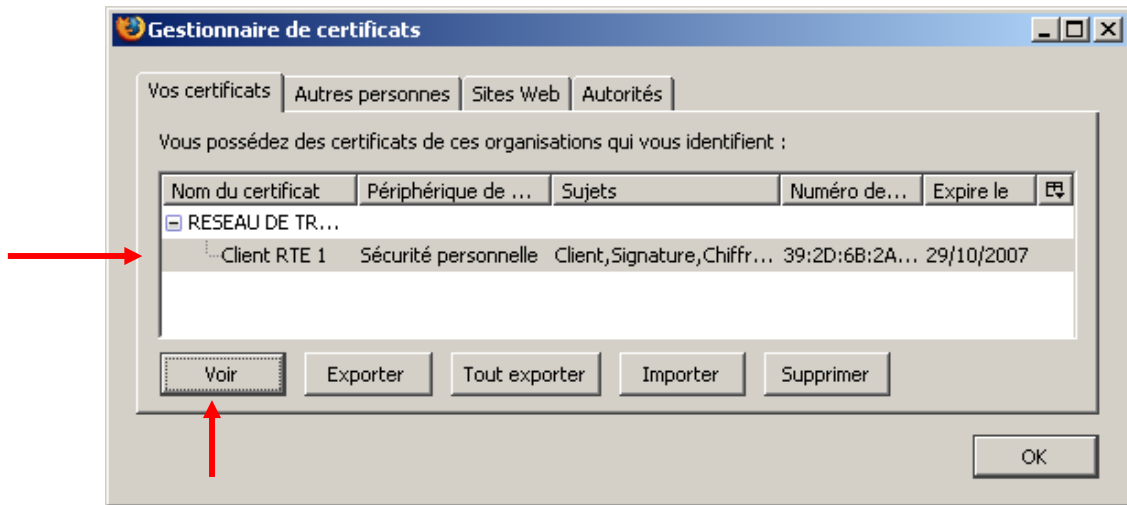 Gestionnaire de certificats
Vos certificats Autres personnes Sites Web Autorités
Vous possédez des certificats de ces organisations qui vous identifient :
Nom du certificat Périphérique de ... Sujets Numéro de... Expire le
RESEAU DE TR...
Client RTE 1 Sécurité personnelle Client,Signature,Chiffr... 39:2D:6B:2A... 29/10/2007
Voir Exporter Tout exporter Importer Supprimer
OK